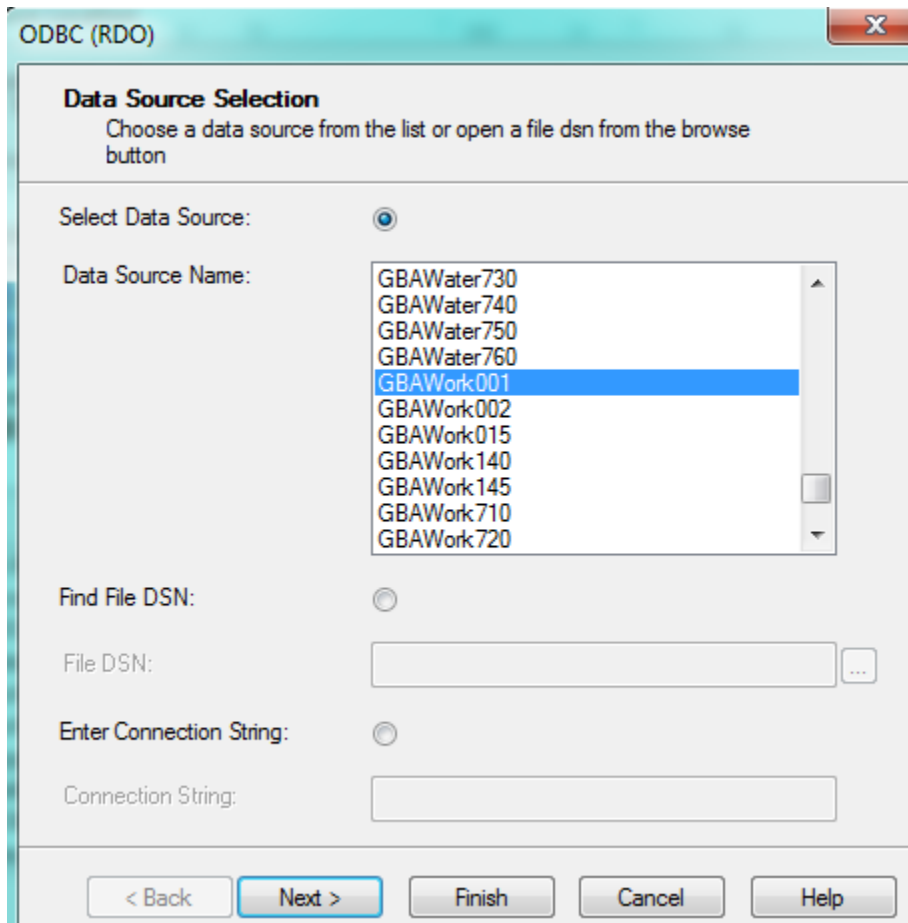 ODBC (RDO)
Data Source Selection
Choose a data source from the list or open a file dsn from the browse
button
Select Data Source:
Data Source Name:
GBAWater730
GBAWater740
GBAWater750
GBAWater760
GBAWork001
GBAWork002
GBAWork015
GBAWork140
GBAWork145
GBAWork710
GBAWork720
Find File DSN:
File DSN:
...
Enter Connection String:
Connection String:
< Back Next > Finish Cancel Help